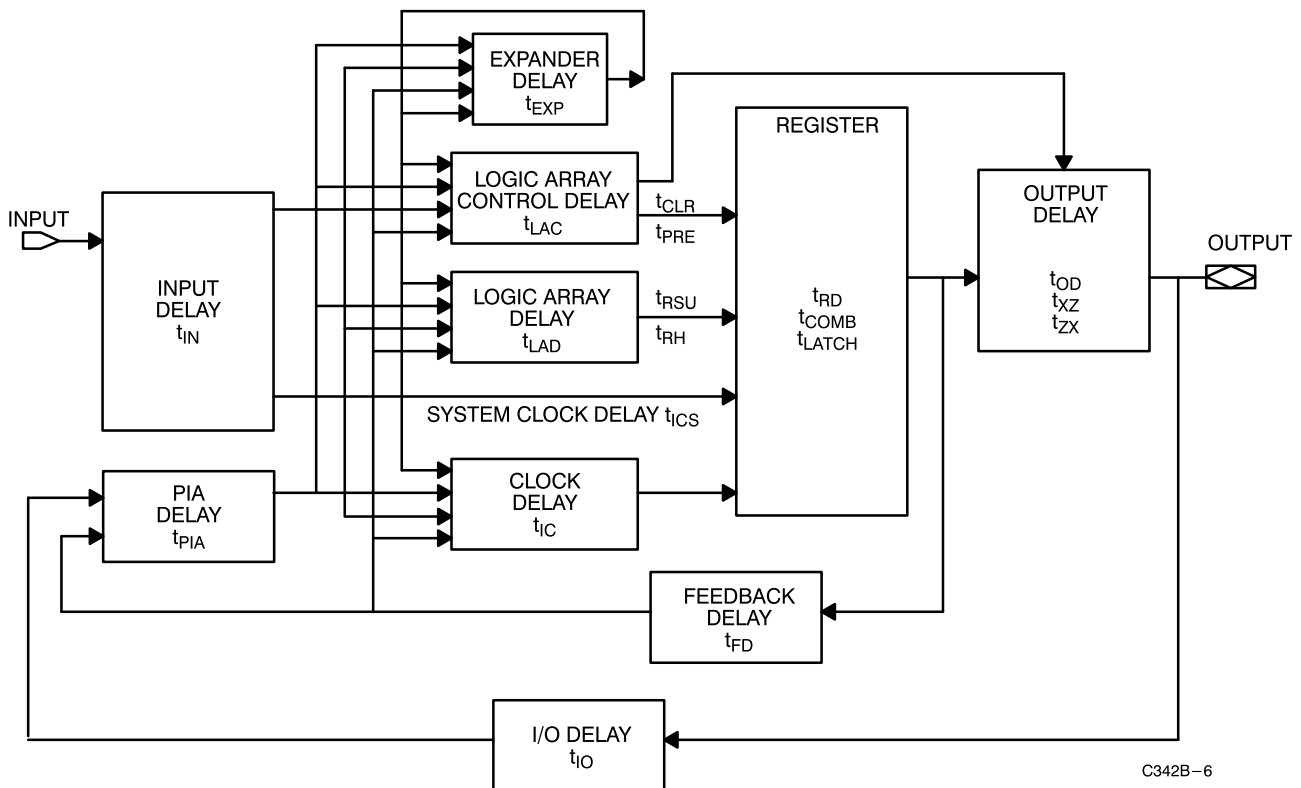 EXPANDER
DELAY
tEXP
REGISTER
LOGIC ARRAY
CONTROL DELAY
tLAC
tCLR
tPRE
OUTPUT
DELAY
tOD
tXZ
tZX
INPUT
OUTPUT
INPUT
DELAY
tIN
LOGIC ARRAY
DELAY
tLAD
tRSU
tRH
tRD
tCOMB
tLATCH
SYSTEM CLOCK DELAY tICS
PIA
DELAY
tPIA
CLOCK
DELAY
tIC
FEEDBACK
DELAY
tFD
I/O DELAY
tIO
C342B−6